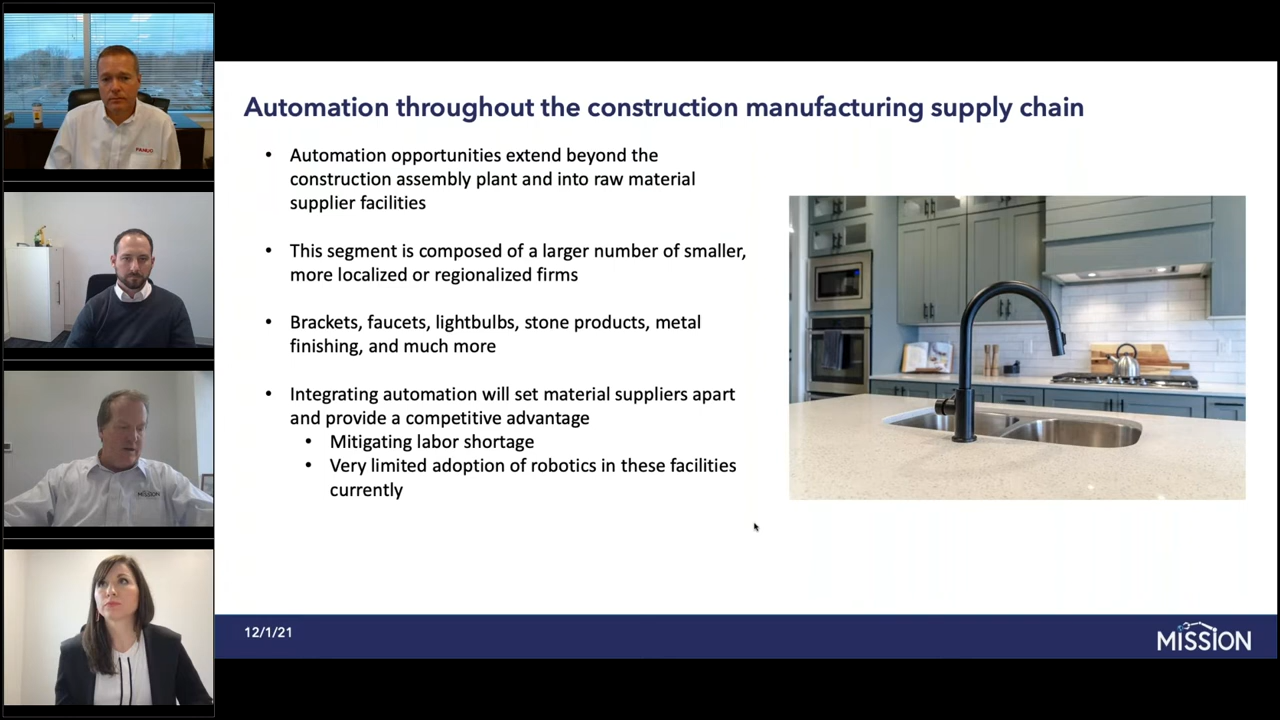 Automation throughout the construction manufacturing supply chain
• Automation opportunities extend beyond the
construction assembly plant and into raw material
supplier facilities
• This segment is composed of a larger number of smaller,
more localized or regionalized firms
• Brackets, faucets, lightbulbs, stone products, metal
finishing, and much more
• Integrating automation will set material suppliers apart
and provide a competitive advantage
• Mitigating labor shortage
• Very limited adoption of robotics in these facilities
currently
12/1/21
MISSION
FANUC